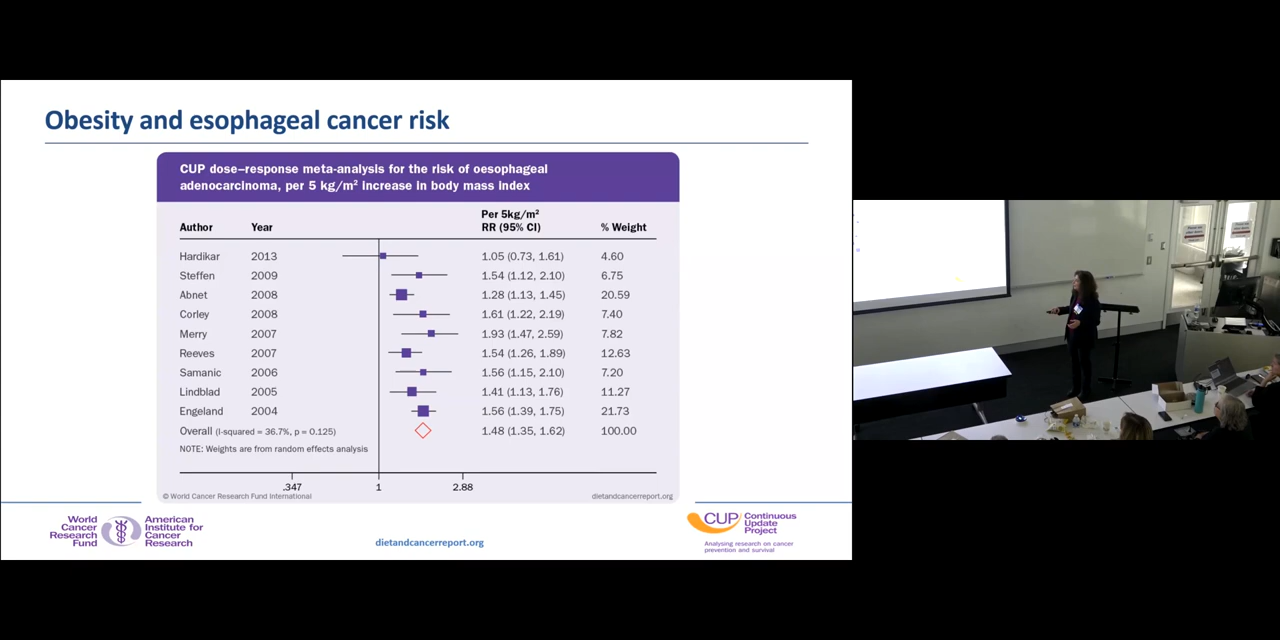 Obesity and esophageal cancer risk
CUP dose–response meta-analysis for the risk of oesophageal
adenocarcinoma, per 5 kg/m² increase in body mass index
Per 5kg/m²
Author Year RR (95% CI) % Weight
Hardikar 2013 1.05 (0.73, 1.61) 4.60
Steffen 2009 1.54 (1.12, 2.10) 6.75
Abnet 2008 1.28 (1.13, 1.45) 20.59
Corley 2008 1.61 (1.22, 2.19) 7.40
Merry 2007 1.93 (1.47, 2.59) 7.82
Reeves 2007 1.54 (1.26, 1.89) 12.63
Samanic 2006 1.56 (1.15, 2.10) 7.20
Lindblad 2005 1.41 (1.13, 1.76) 11.27
Engeland 2004 1.56 (1.39, 1.75) 21.73
Overall (I-squared = 36.7%, p = 0.125) 1.48 (1.35, 1.62) 100.00
NOTE: Weights are from random effects analysis
.347 1 2.88
© World Cancer Research Fund International dietandcancerreport.org
World
Cancer
Research
Fund
American
Institute for
Cancer
Research
dietandcancerreport.org
CUP Continuous
Update
Project
Analysing research on cancer
prevention and survival